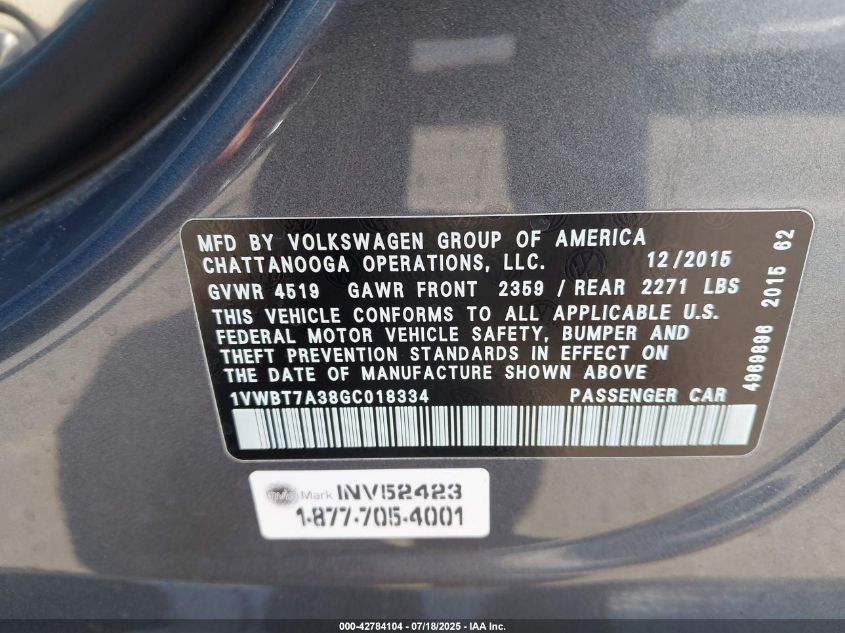 MFD BY VOLKSWAGEN GROUP OF AMERICA
CHATTANOOGA OPERATIONS, LLC. 12/2015
GVWR 4519 GAWR FRONT 2359 / REAR 2271 LBS
THIS VEHICLE CONFORMS TO ALL APPLICABLE U.S.
FEDERAL MOTOR VEHICLE SAFETY, BUMPER AND
THEFT PREVENTION STANDARDS IN EFFECT ON
THE DATE OF MANUFACTURE SHOWN ABOVE
1VWBT7A38GC018334 PASSENGER CAR
4969896 2015 62
Mark INV52423
1-877-705-4001
000-42784104 - 07/18/2025 - IAA Inc.